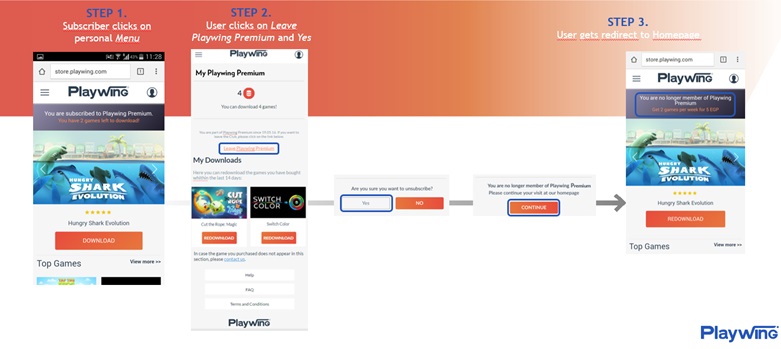 STEP 1.
Subscriber clicks on
personal Menu
STEP 2.
User clicks on Leave
Playwing Premium and Yes
STEP 3.
User gets redirect to Homepage
11:28
store.playwing.com
PLAYWING
You are subscribed to Playwing Premium.
You have 2 games left to download!
HUNGRY
SHARK
EVOLUTION
Hungry Shark Evolution
DOWNLOAD
Top Games
View more >>
PLAYWING
My Playwing Premium
4
You can download 4 games!
Leave Playwing Premium
My Downloads
Here you can redownload the games you have bought
within the last 14 days.
CUT
ROPE
SWITCH
COLOR
Cut the Rope: Magic
Switch Color
REDOWNLOAD
REDOWNLOAD
In case the game you purchased does not appear in this
section, please contact us.
Help
FAQ
Terms and Conditions
PLAYWING
Are you sure you want to unsubscribe?
Yes
NO
You are no longer member of Playwing Premium
Please continue your visit at our homepage
CONTINUE
store.playwing.com
PLAYWING
You are no longer member of Playwing
Premium
Get 2 games per week for 5 EGP
HUNGRY
SHARK
EVOLUTION
Hungry Shark Evolution
REDOWNLOAD
Top Games
View more >>
PLAYWING